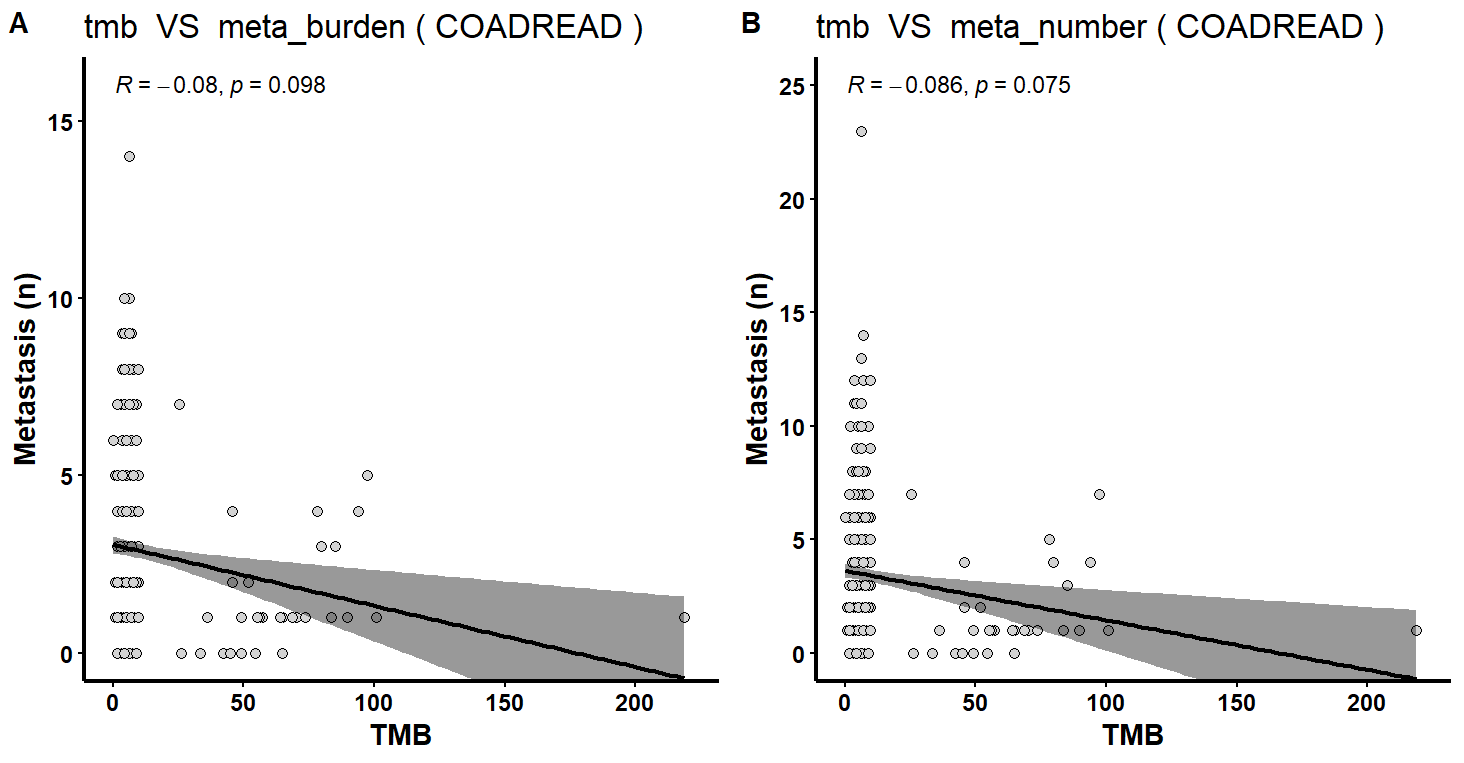 A
tmb VS meta_burden ( COADREAD )
R = −0.08, p = 0.098
15
10
5
0
Metastasis (n)
0 50 100 150 200
TMB
B
tmb VS meta_number ( COADREAD )
R = −0.086, p = 0.075
25
20
15
10
5
0
Metastasis (n)
0 50 100 150 200
TMB